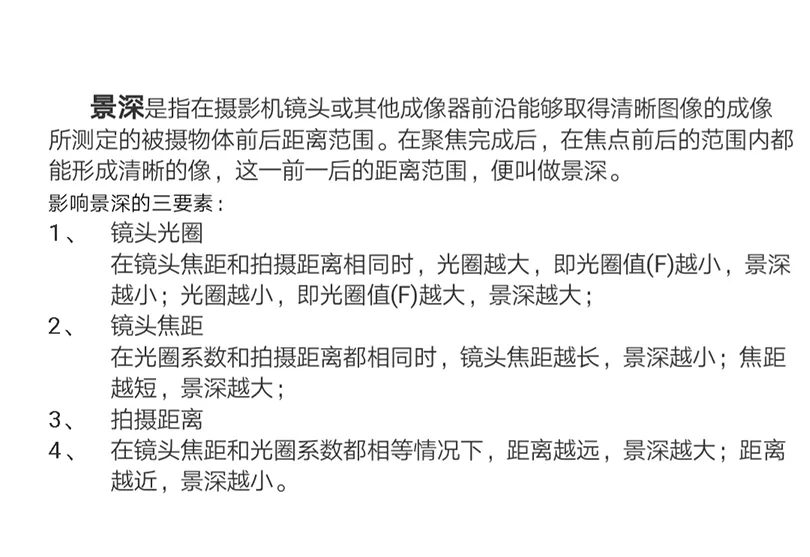 景深是指在摄影机镜头或其他成像器前沿能够取得清晰图像的成像
所测定的被摄物体前后距离范围。在聚焦完成后，在焦点前后的范围内都
能形成清晰的像，这一前一后的距离范围，便叫做景深。
影响景深的三要素：
1、 镜头光圈
在镜头焦距和拍摄距离相同时，光圈越大，即光圈值(F)越小，景深
越小；光圈越小，即光圈值(F)越大，景深越大；
2、 镜头焦距
在光圈系数和拍摄距离都相同时，镜头焦距越长，景深越小；焦距
越短，景深越大；
3、 拍摄距离
4、 在镜头焦距和光圈系数都相等情况下，距离越远，景深越大；距离
越近，景深越小。